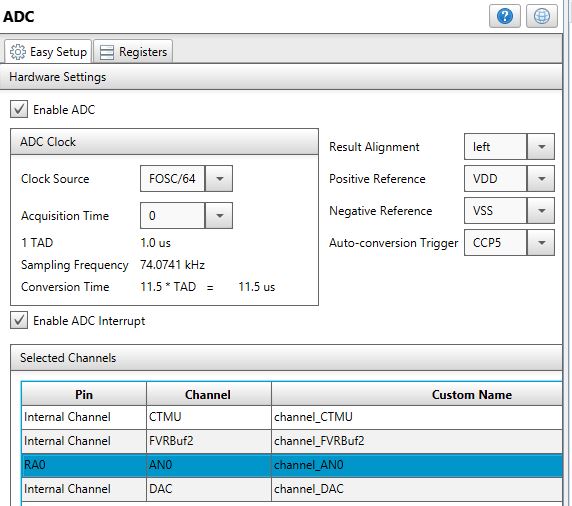 ADC
Easy Setup Registers
Hardware Settings
Enable ADC
ADC Clock
Clock Source FOSC/64
Acquisition Time 0
1 TAD 1.0 us
Sampling Frequency 74.0741 kHz
Conversion Time 11.5 * TAD = 11.5 us
Result Alignment left
Positive Reference VDD
Negative Reference VSS
Auto-conversion Trigger CCP5
Enable ADC Interrupt
Selected Channels
Pin Channel Custom Name
Internal Channel CTMU channel_CTMU
Internal Channel FVRBuf2 channel_FVRBuf2
RA0 AN0 channel_AN0
Internal Channel DAC channel_DAC